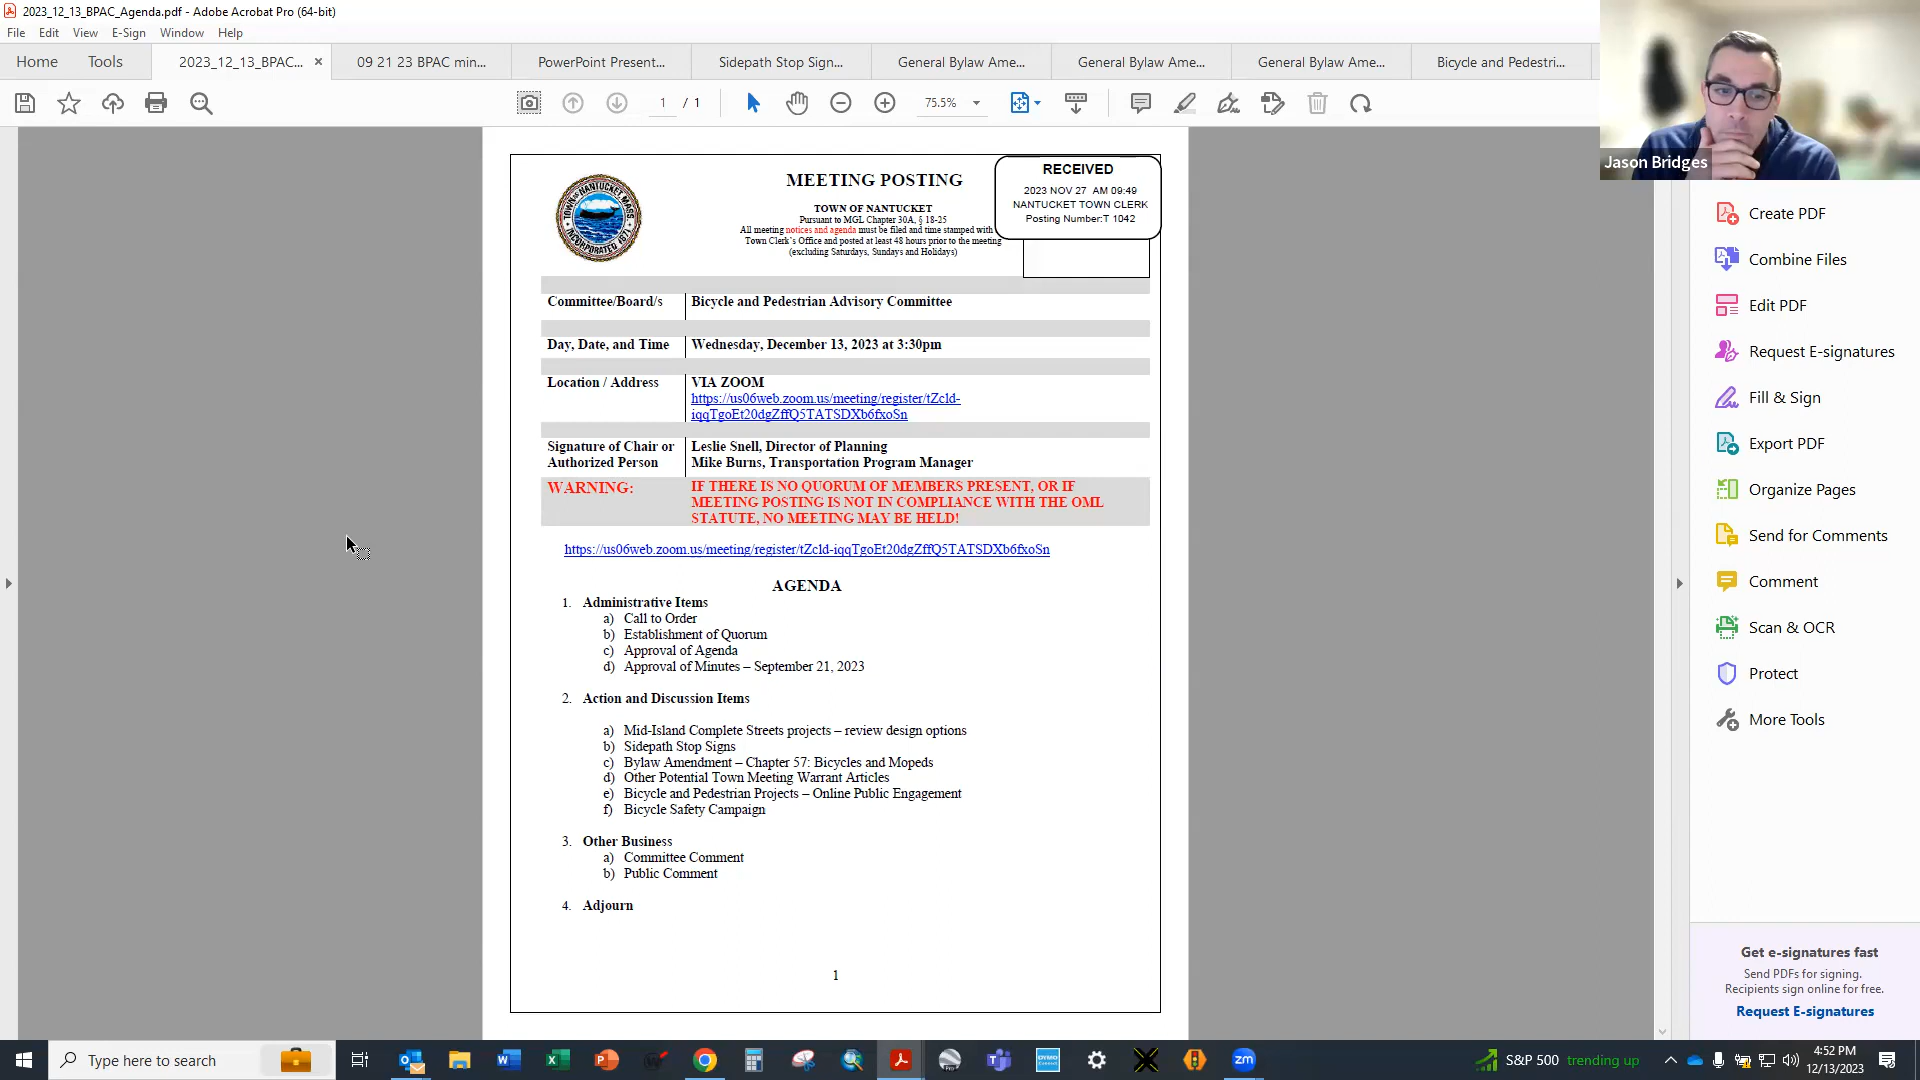 2023_12_13_BPAC_Agenda.pdf - Adobe Acrobat Pro (64-bit)
File Edit View E-Sign Window Help
Home Tools 2023_12_13_BPAC... × 09 21 23 BPAC min... PowerPoint Present... Sidepath Stop Sign... General Bylaw Ame... General Bylaw Ame... General Bylaw Ame... Bicycle and Pedestri...
1 / 1 75.5%
Jason Bridges
MEETING POSTING
TOWN OF NANTUCKET
Pursuant to MGL Chapter 30A, § 18-25
All meeting notices and agenda must be filed and time stamped with
Town Clerk's Office and posted at least 48 hours prior to the meeting
(excluding Saturdays, Sundays and Holidays)
RECEIVED
2023 NOV 27 AM 09:49
NANTUCKET TOWN CLERK
Posting Number:T 1042
TOWN OF NANTUCKET, MASS.
INCORPORATED 1671
Committee/Board/s Bicycle and Pedestrian Advisory Committee
Day, Date, and Time Wednesday, December 13, 2023 at 3:30pm
Location / Address VIA ZOOM
https://us06web.zoom.us/meeting/register/tZcld-
iqqTgoEt20dgZffQ5TATSDXb6fxoSn
Signature of Chair or Leslie Snell, Director of Planning
Authorized Person Mike Burns, Transportation Program Manager
WARNING: IF THERE IS NO QUORUM OF MEMBERS PRESENT, OR IF
MEETING POSTING IS NOT IN COMPLIANCE WITH THE OML
STATUTE, NO MEETING MAY BE HELD!
https://us06web.zoom.us/meeting/register/tZcld-iqqTgoEt20dgZffQ5TATSDXb6fxoSn
AGENDA
1. Administrative Items
a) Call to Order
b) Establishment of Quorum
c) Approval of Agenda
d) Approval of Minutes – September 21, 2023
2. Action and Discussion Items
a) Mid-Island Complete Streets projects – review design options
b) Sidepath Stop Signs
c) Bylaw Amendment – Chapter 57: Bicycles and Mopeds
d) Other Potential Town Meeting Warrant Articles
e) Bicycle and Pedestrian Projects – Online Public Engagement
f) Bicycle Safety Campaign
3. Other Business
a) Committee Comment
b) Public Comment
4. Adjourn
1
Create PDF
Combine Files
Edit PDF
Request E-signatures
Fill & Sign
Export PDF
Organize Pages
Send for Comments
Comment
Scan & OCR
Protect
More Tools
Get e-signatures fast
Send PDFs for signing.
Recipients sign online for free.
Request E-signatures
Type here to search
S&P 500 trending up
4:52 PM
12/13/2023